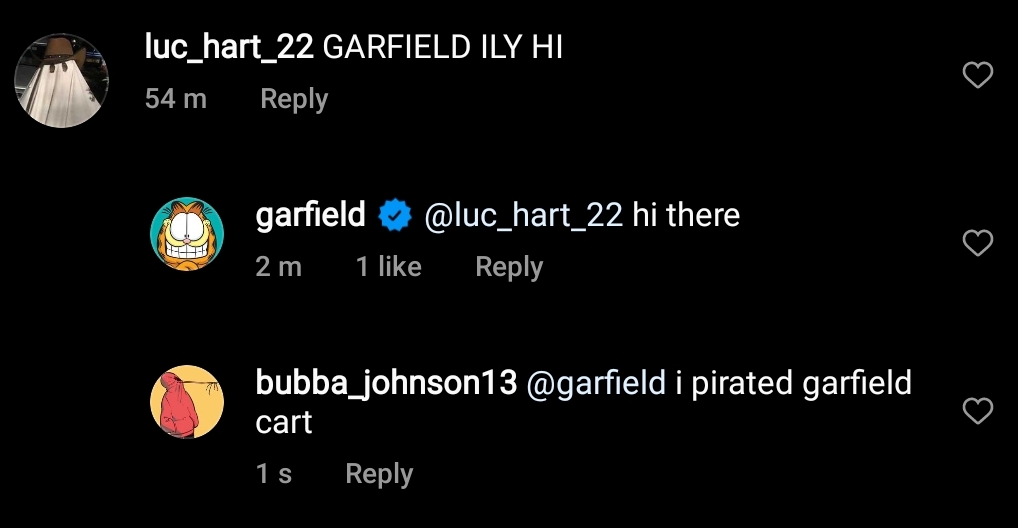 luc_hart_22 GARFIELD ILY HI
54 m Reply
garfield @luc_hart_22 hi there
2 m 1 like Reply
bubba_johnson13 @garfield i pirated garfield
cart
1 s Reply